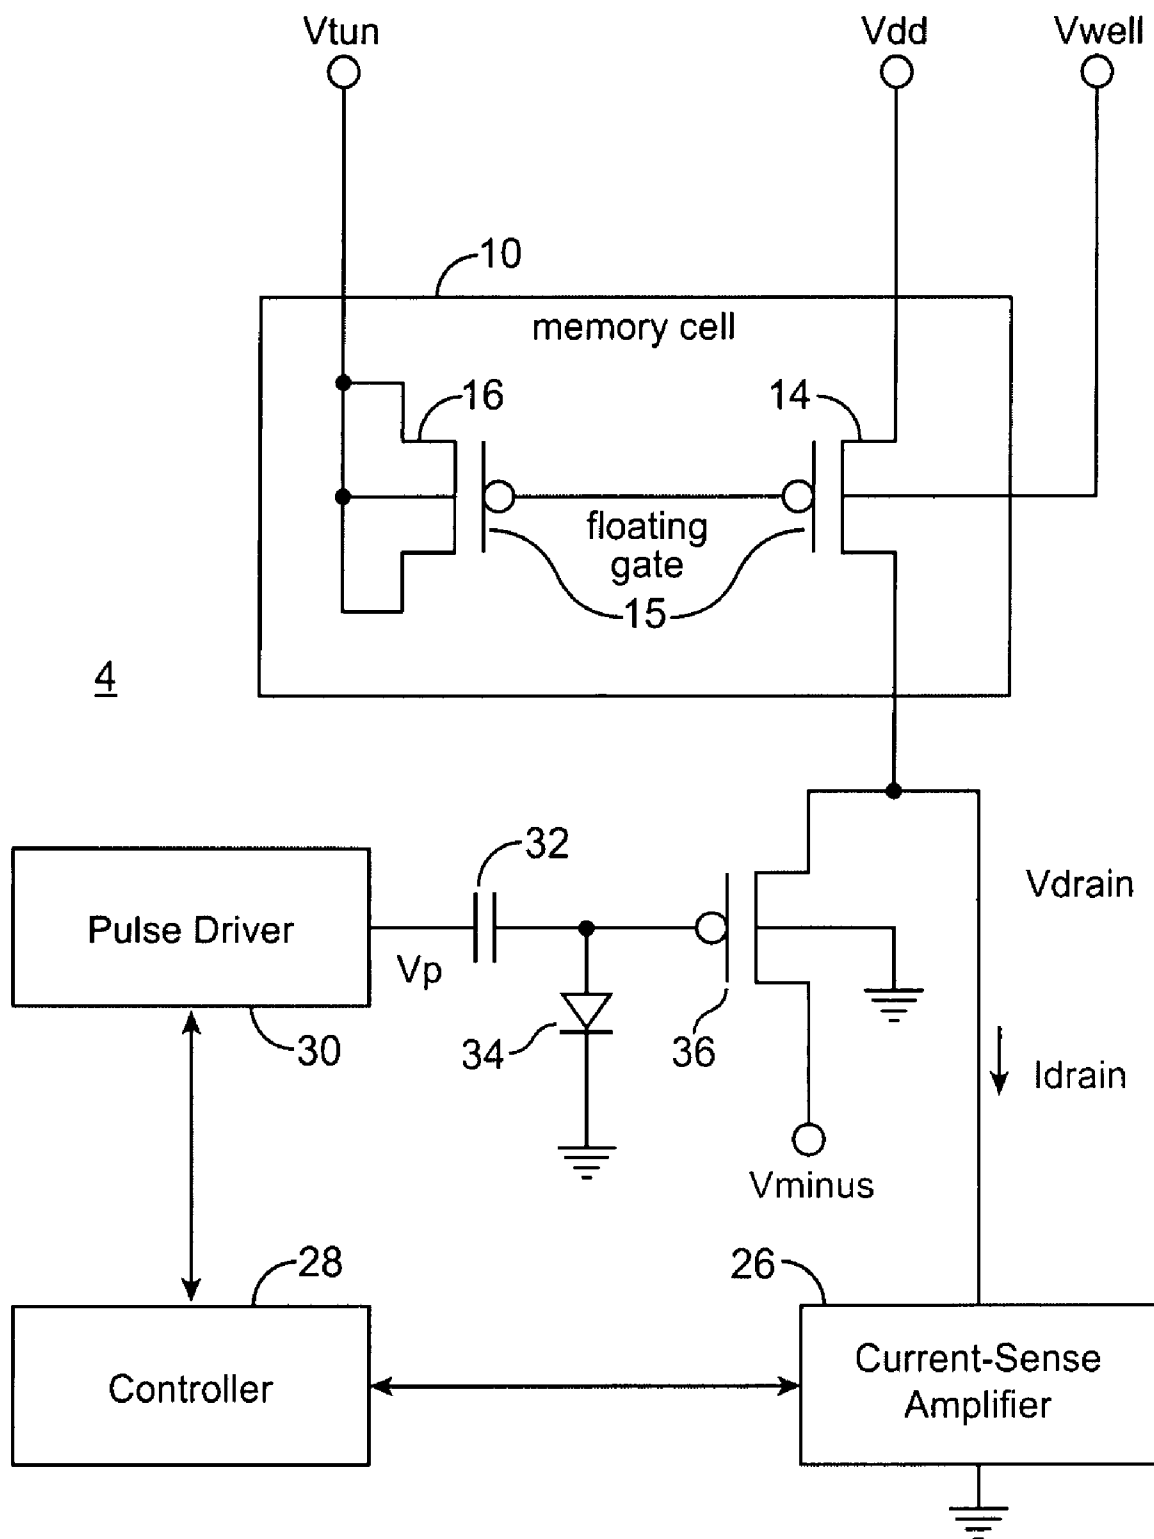 Vtun
Vdd
Vwell
10
memory cell
16
14
floating
gate
15
4
32
Pulse Driver
Vp
Vdrain
30
34
36
Idrain
Vminus
28
26
Controller
Current-Sense
Amplifier